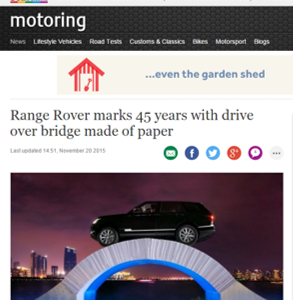 motoring
News Lifestyle Vehicles Road Tests Customs & Classics Bikes Motorsport Blogs
...even the garden shed
Range Rover marks 45 years with drive
over bridge made of paper
Last updated 14:51, November 20 2015